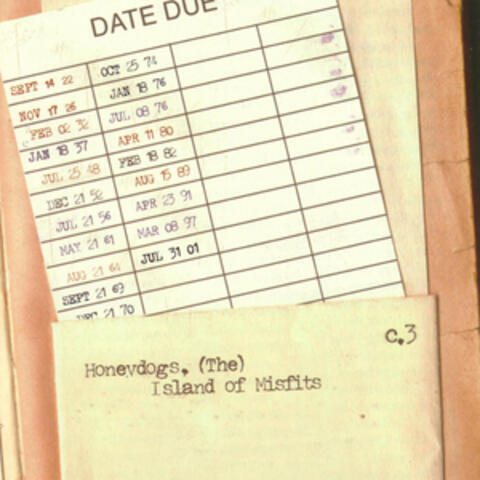 DATE DUE
SEPT 14 22
NOV 17 26
FEB 02 32
JAN 18 37
JUL 25 48
DEC 21 52
JUL 21 56
MAY 21 61
AUG 21 64
SEPT 21 69
DEC 21 70
OCT 25 74
JAN 18 76
JUL 08 76
APR 11 80
FEB 18 82
AUG 15 89
APR 23 91
MAR 08 97
JUL 31 01
c.3
Honeydogs, (The)
Island of Misfits